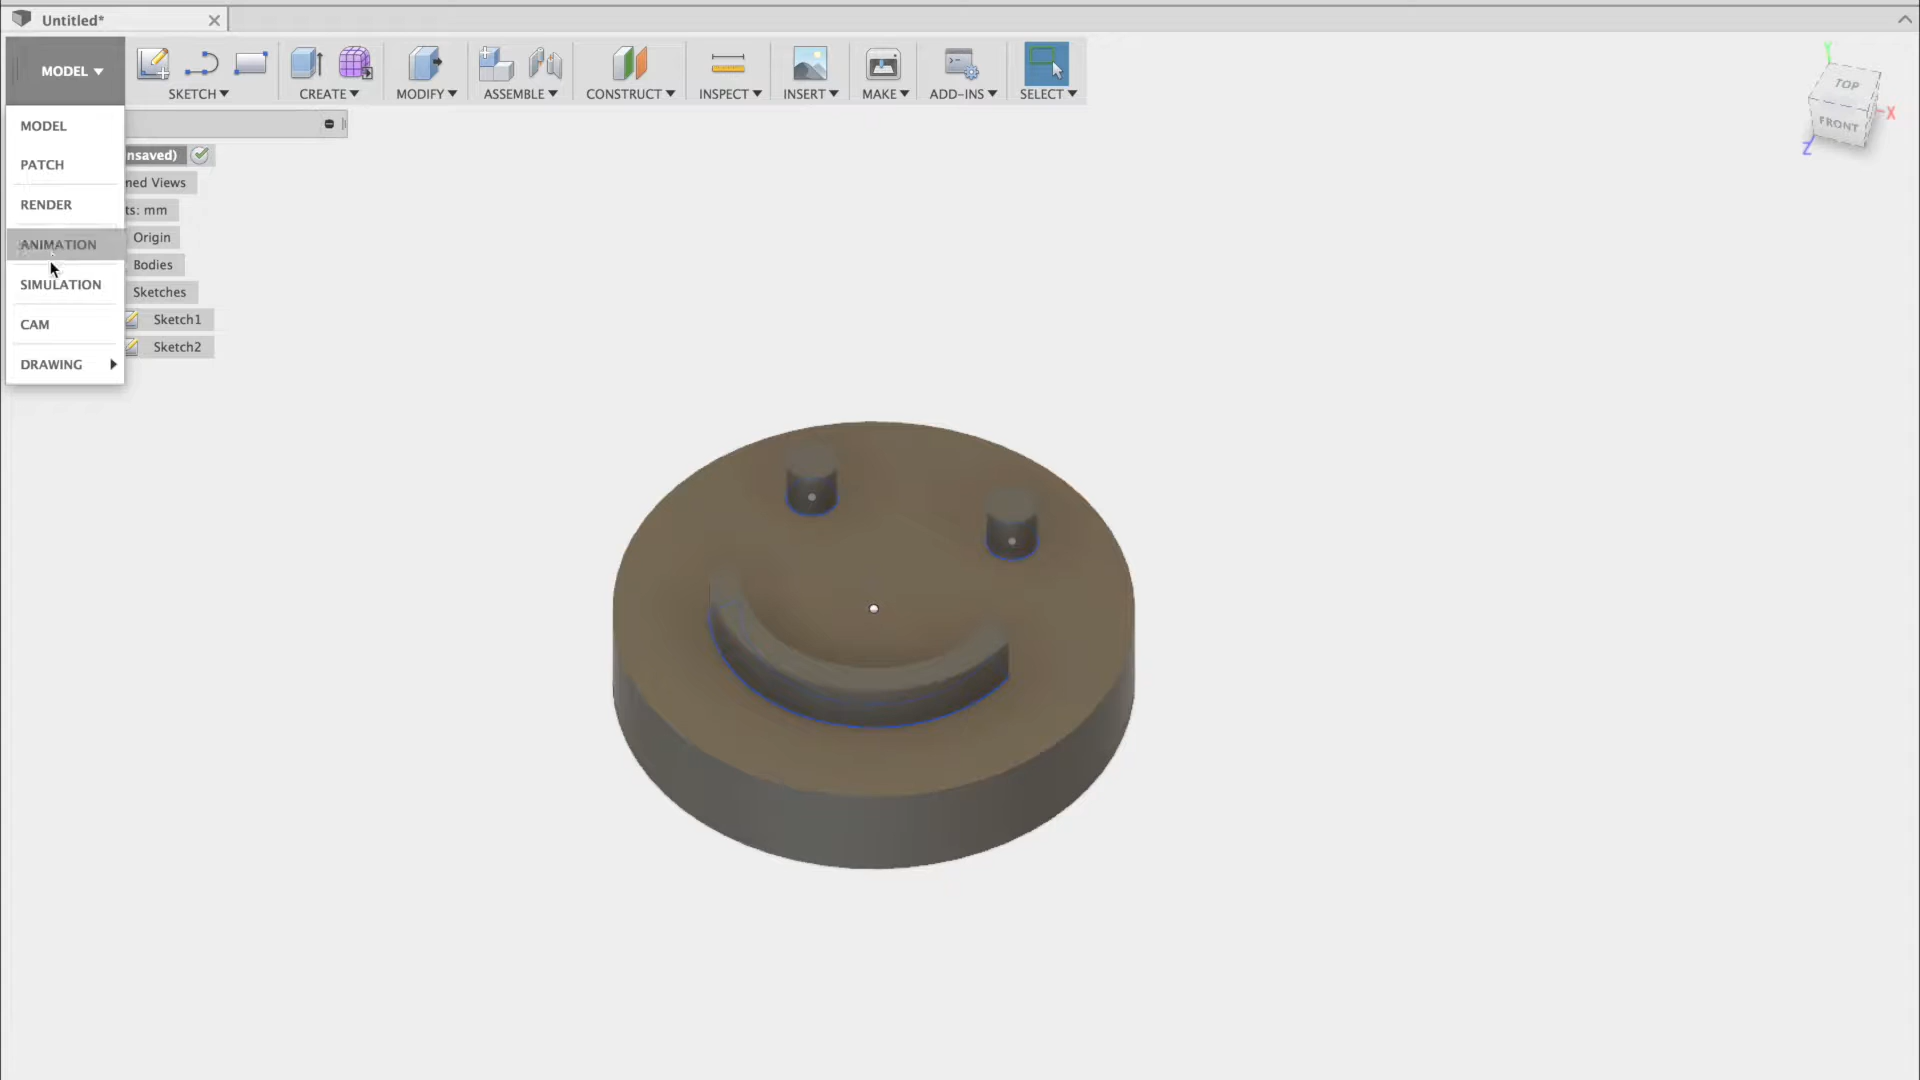 Untitled*
MODEL
SKETCH
CREATE
MODIFY
ASSEMBLE
CONSTRUCT
INSPECT
INSERT
MAKE
ADD-INS
SELECT
MODEL
PATCH
RENDER
ANIMATION
SIMULATION
CAM
DRAWING
nsaved)
ned Views
ts: mm
Origin
Bodies
Sketches
Sketch1
Sketch2
Y
TOP
X
FRONT
Z